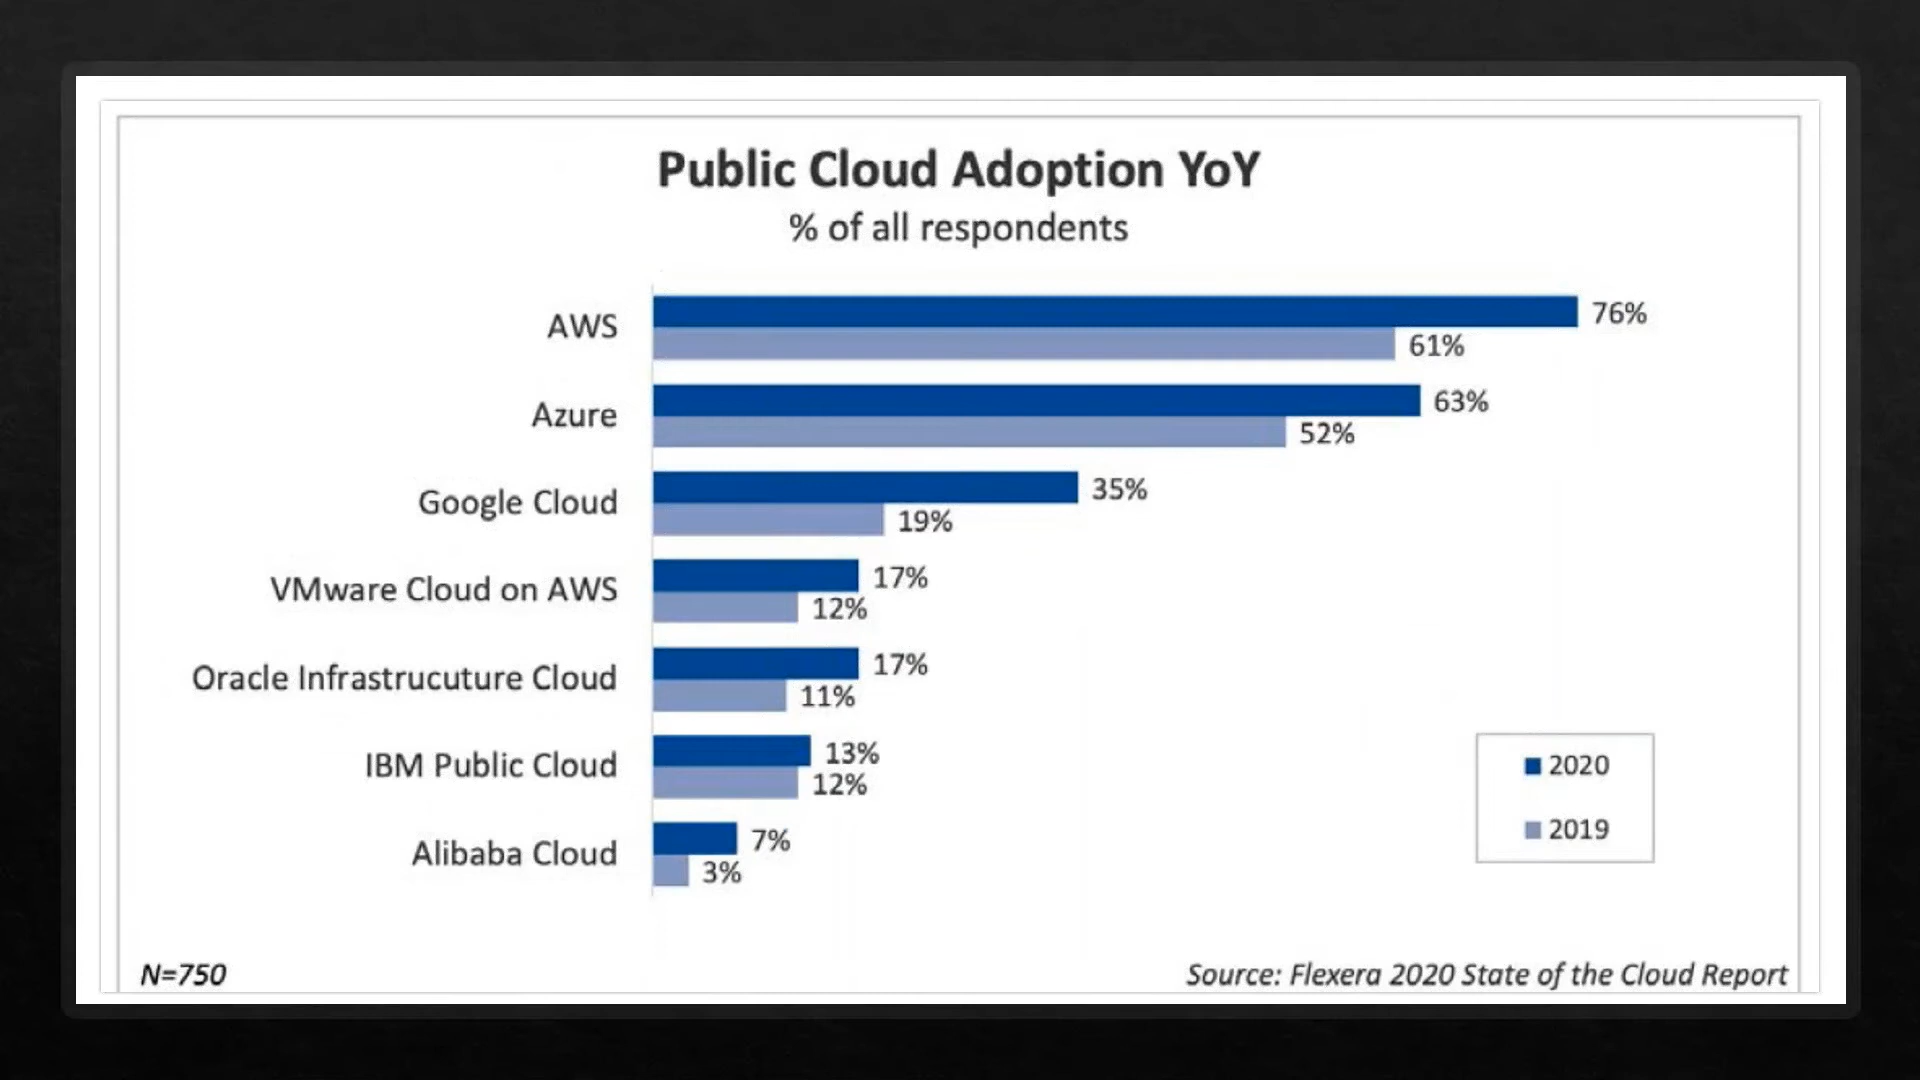 Public Cloud Adoption YoY
% of all respondents
AWS
76%
61%
Azure
63%
52%
Google Cloud
35%
19%
VMware Cloud on AWS
17%
12%
Oracle Infrastrucuture Cloud
17%
11%
IBM Public Cloud
13%
12%
Alibaba Cloud
7%
3%
2020
2019
N=750
Source: Flexera 2020 State of the Cloud Report